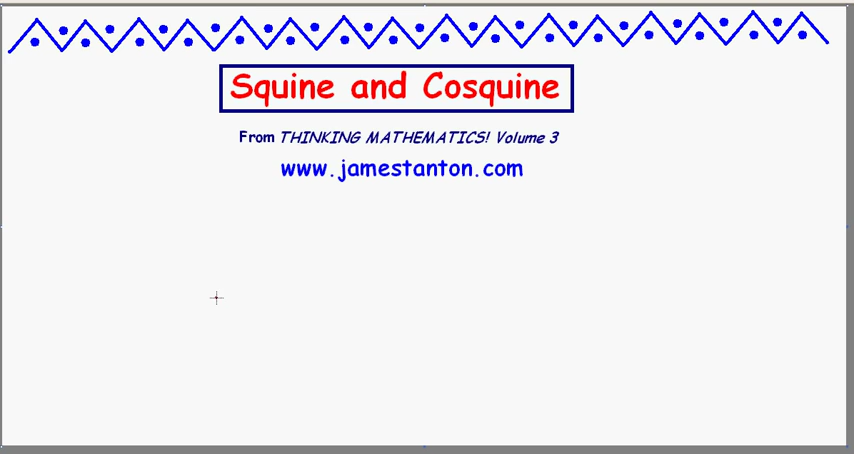 Squine and Cosquine
From THINKING MATHEMATICS! Volume 3
www.jamestanton.com